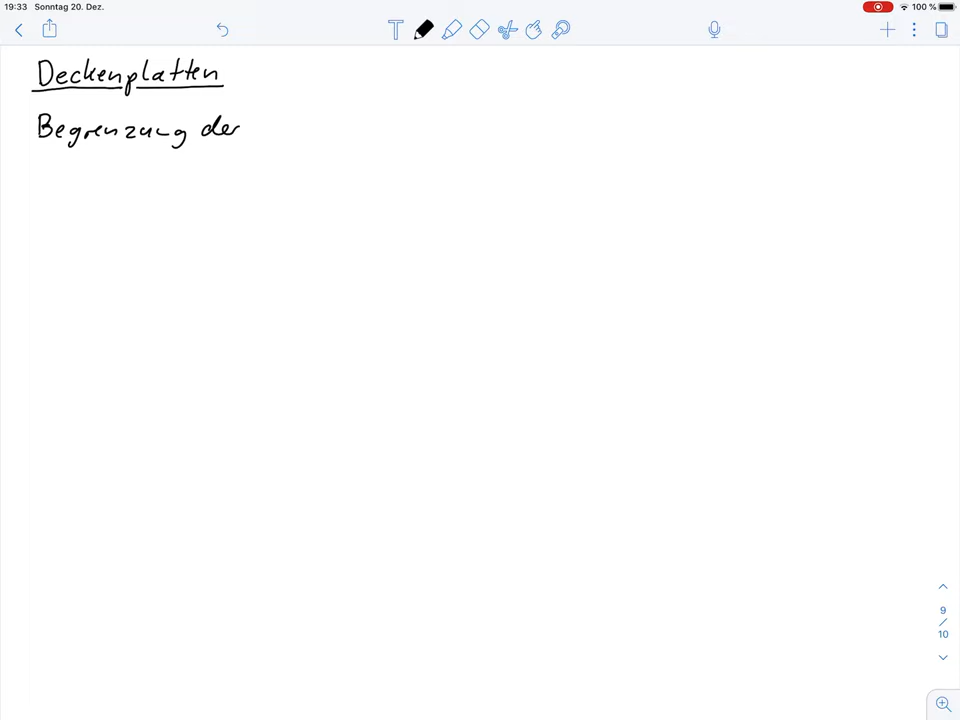 19:33 Sonntag 20. Dez. 100 %
T
Deckenplatten
Begrenzung der
9
/
10